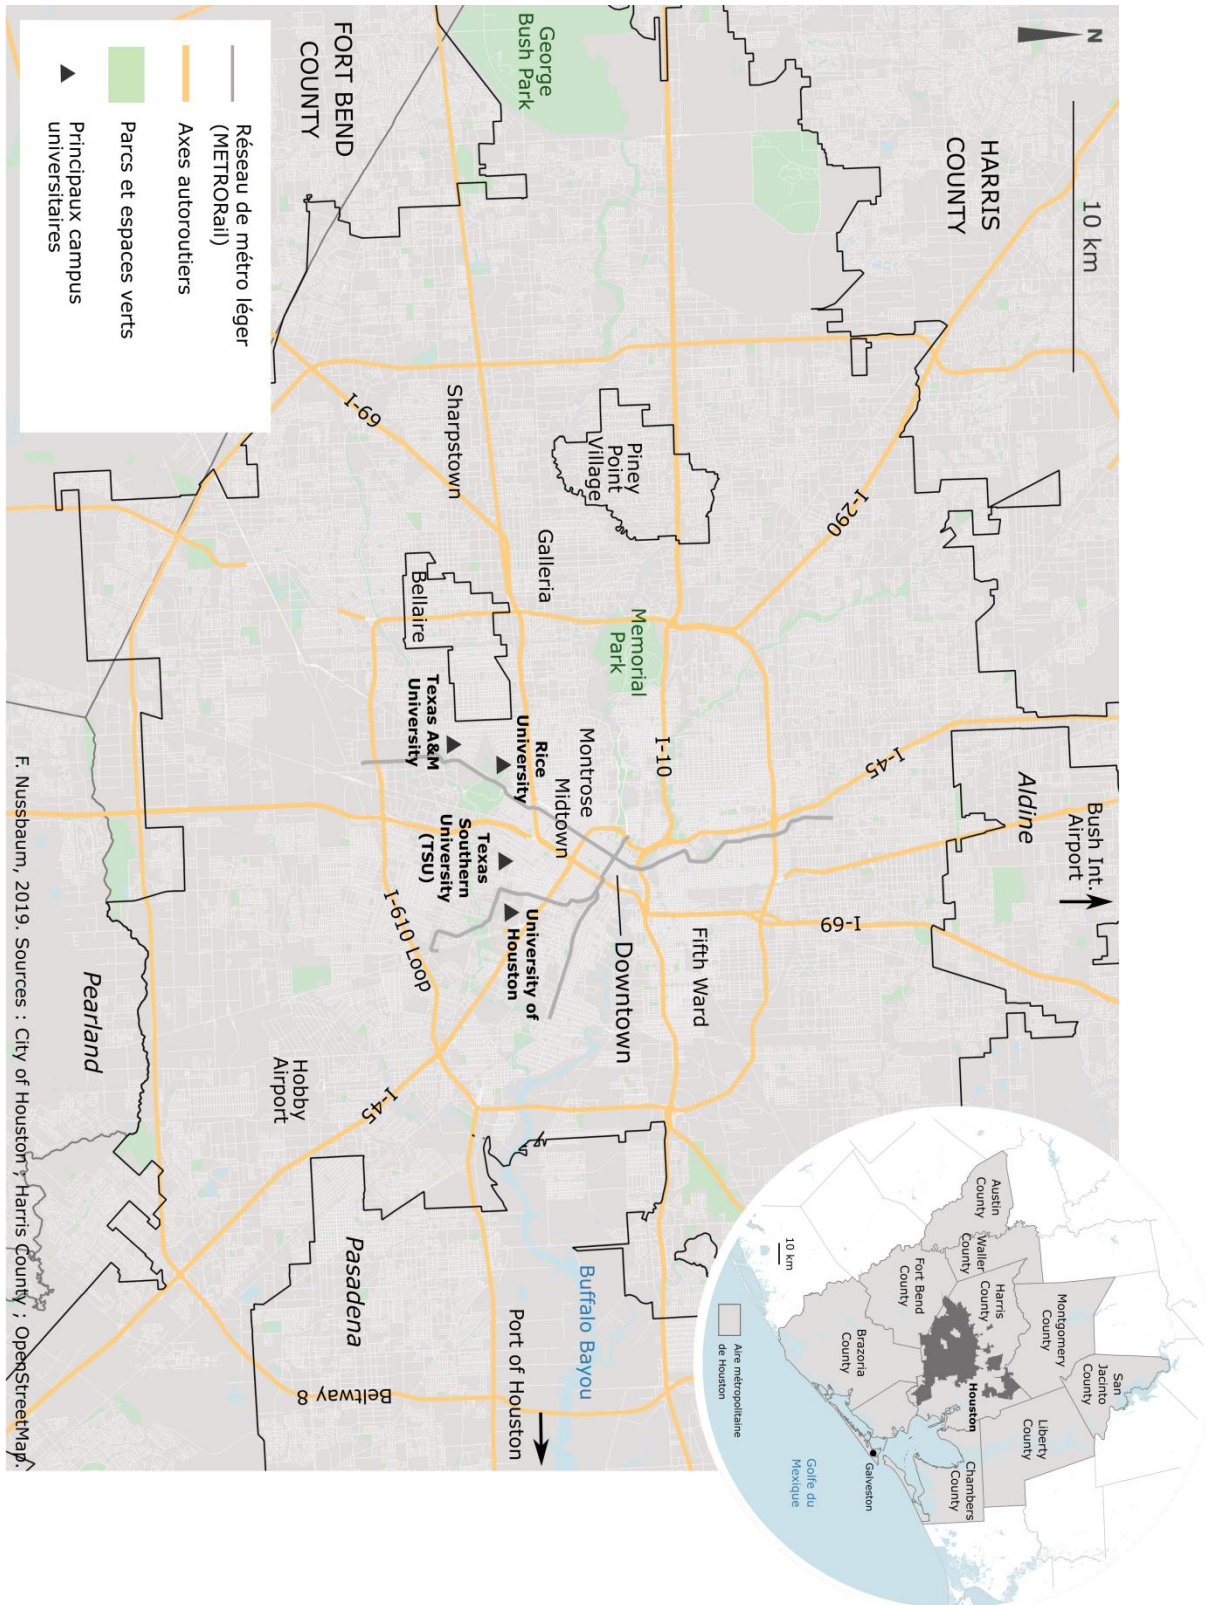 N
10 km
HARRIS
COUNTY
George
Bush Park
FORT BEND
COUNTY
Réseau de métro léger
(METRORail)
Axes autoroutiers
Parcs et espaces verts
Principaux campus
universitaires
I-290
I-45
Aldine
Bush Int.
Airport
I-69
Piney
Point
Village
Memorial
Park
I-10
Fifth Ward
Galleria
Montrose
Midtown
Downtown
Sharpstown
I-69
Bellaire
Rice
University
Texas A&M
University
Texas
Southern
University
(TSU)
University of
Houston
I-610 Loop
Hobby
Airport
I-45
Pearland
Pasadena
Beltway 8
Buffalo Bayou
Port of Houston
Austin
County
Waller
County
Harris
County
Montgomery
County
San
Jacinto
County
Liberty
County
Chambers
County
Fort Bend
County
Brazoria
County
Houston
Galveston
Golfe du
Mexique
10 km
Aire métropolitaine
de Houston
F. Nussbaum, 2019. Sources : City of Houston ; Harris County ; OpenStreetMap.